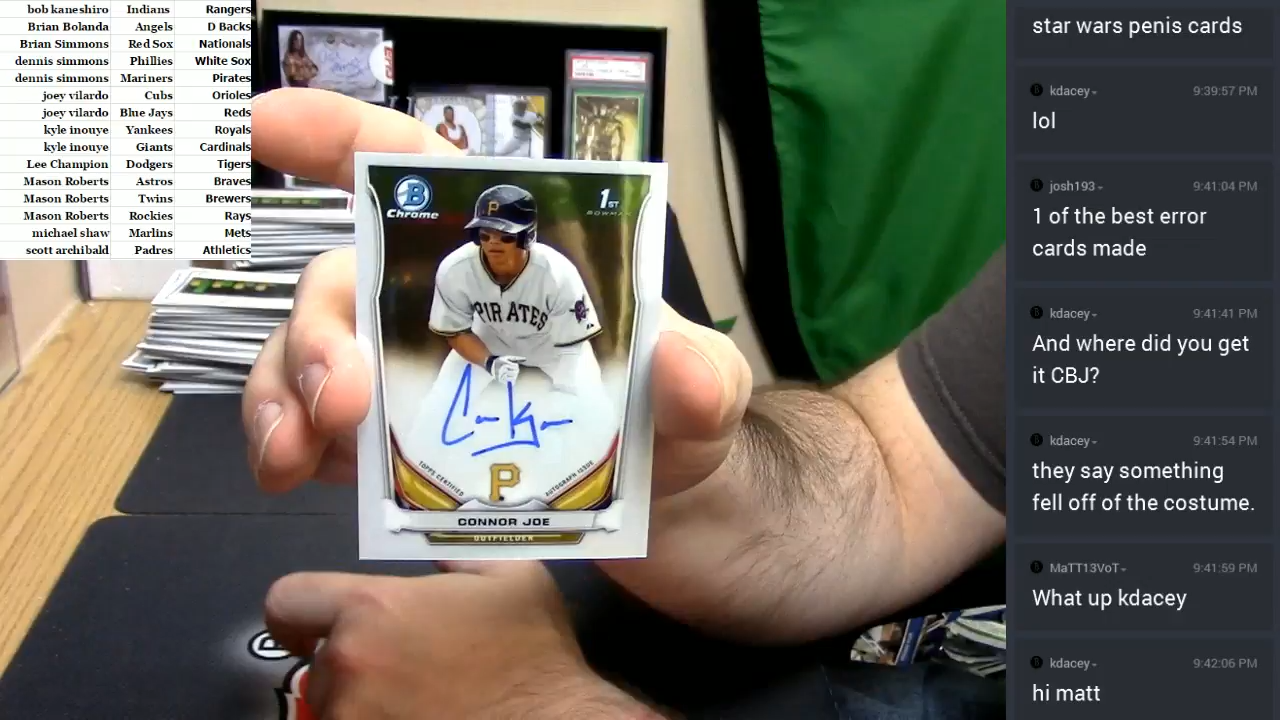 bob kaneshiro Indians Rangers
Brian Bolanda Angels D Backs
Brian Simmons Red Sox Nationals
dennis simmons Phillies White Sox
dennis simmons Mariners Pirates
joey vilardo Cubs Orioles
joey vilardo Blue Jays Reds
kyle inouye Yankees Royals
kyle inouye Giants Cardinals
Lee Champion Dodgers Tigers
Mason Roberts Astros Braves
Mason Roberts Twins Brewers
Mason Roberts Rockies Rays
michael shaw Marlins Mets
scott archibald Padres Athletics
B
Chrome
1ST
BOWMAN
P
PIRATES
TOPPS CERTIFIED
AUTOGRAPH ISSUE
P
CONNOR JOE
OUTFIELDER
star wars penis cards
kdacey 9:39:57 PM
lol
josh193 9:41:04 PM
1 of the best error
cards made
kdacey 9:41:41 PM
And where did you get
it CBJ?
kdacey 9:41:54 PM
they say something
fell off of the costume.
MaTT13VoT 9:41:59 PM
What up kdacey
kdacey 9:42:06 PM
hi matt